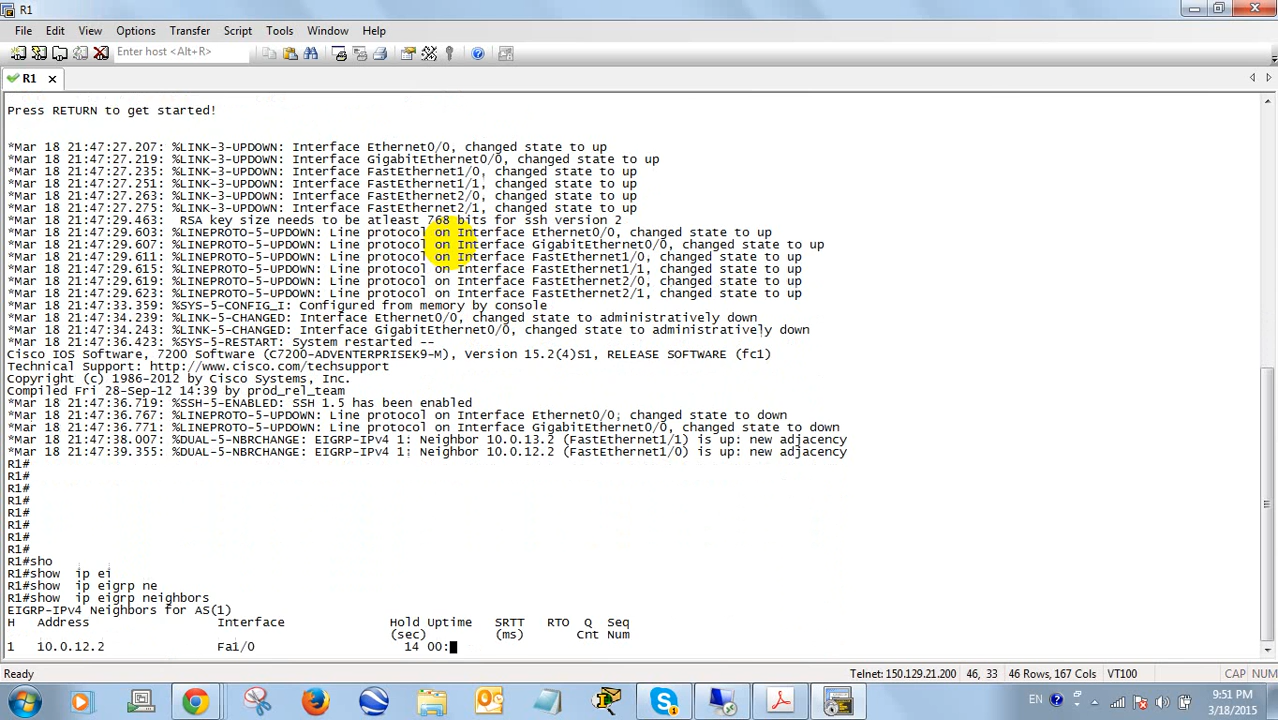 R1
File Edit View Options Transfer Script Tools Window Help
Enter host <Alt+R>
R1
Press RETURN to get started!
*Mar 18 21:47:27.207: %LINK-3-UPDOWN: Interface Ethernet0/0, changed state to up
*Mar 18 21:47:27.219: %LINK-3-UPDOWN: Interface GigabitEthernet0/0, changed state to up
*Mar 18 21:47:27.235: %LINK-3-UPDOWN: Interface FastEthernet1/0, changed state to up
*Mar 18 21:47:27.251: %LINK-3-UPDOWN: Interface FastEthernet1/1, changed state to up
*Mar 18 21:47:27.263: %LINK-3-UPDOWN: Interface FastEthernet2/0, changed state to up
*Mar 18 21:47:27.275: %LINK-3-UPDOWN: Interface FastEthernet2/1, changed state to up
*Mar 18 21:47:29.463: RSA key size needs to be atleast 768 bits for ssh version 2
*Mar 18 21:47:29.603: %LINEPROTO-5-UPDOWN: Line protocol on Interface Ethernet0/0, changed state to up
*Mar 18 21:47:29.607: %LINEPROTO-5-UPDOWN: Line protocol on Interface GigabitEthernet0/0, changed state to up
*Mar 18 21:47:29.611: %LINEPROTO-5-UPDOWN: Line protocol on Interface FastEthernet1/0, changed state to up
*Mar 18 21:47:29.615: %LINEPROTO-5-UPDOWN: Line protocol on Interface FastEthernet1/1, changed state to up
*Mar 18 21:47:29.619: %LINEPROTO-5-UPDOWN: Line protocol on Interface FastEthernet2/0, changed state to up
*Mar 18 21:47:29.623: %LINEPROTO-5-UPDOWN: Line protocol on Interface FastEthernet2/1, changed state to up
*Mar 18 21:47:33.359: %SYS-5-CONFIG_I: Configured from memory by console
*Mar 18 21:47:34.239: %LINK-5-CHANGED: Interface Ethernet0/0, changed state to administratively down
*Mar 18 21:47:34.243: %LINK-5-CHANGED: Interface GigabitEthernet0/0, changed state to administratively down
*Mar 18 21:47:36.423: %SYS-5-RESTART: System restarted --
Cisco IOS Software, 7200 Software (C7200-ADVENTERPRISEK9-M), Version 15.2(4)S1, RELEASE SOFTWARE (fc1)
Technical Support: http://www.cisco.com/techsupport
Copyright (c) 1986-2012 by Cisco Systems, Inc.
Compiled Fri 28-Sep-12 14:39 by prod_rel_team
*Mar 18 21:47:36.719: %SSH-5-ENABLED: SSH 1.5 has been enabled
*Mar 18 21:47:36.767: %LINEPROTO-5-UPDOWN: Line protocol on Interface Ethernet0/0, changed state to down
*Mar 18 21:47:36.771: %LINEPROTO-5-UPDOWN: Line protocol on Interface GigabitEthernet0/0, changed state to down
*Mar 18 21:47:38.007: %DUAL-5-NBRCHANGE: EIGRP-IPv4 1: Neighbor 10.0.13.2 (FastEthernet1/1) is up: new adjacency
*Mar 18 21:47:39.355: %DUAL-5-NBRCHANGE: EIGRP-IPv4 1: Neighbor 10.0.12.2 (FastEthernet1/0) is up: new adjacency
R1#
R1#
R1#
R1#
R1#
R1#
R1#
R1#
R1#sho
R1#show ip ei
R1#show ip eigrp ne
R1#show ip eigrp neighbors
EIGRP-IPv4 Neighbors for AS(1)
H Address Interface Hold Uptime SRTT RTO Q Seq
(sec) (ms) Cnt Num
1 10.0.12.2 Fa1/0 14 00:
Ready Telnet: 150.129.21.200 46, 33 46 Rows, 167 Cols VT100 CAP NUM
EN 9:51 PM
3/18/2015